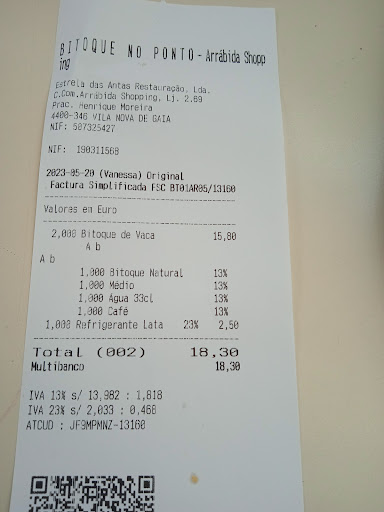 BITOQUE NO PONTO - Arrábida Shopp
ing
Estrela das Antas Restauração, Lda.
C.Com.Arrábida Shopping, Lj. 2.69
Prac. Henrique Moreira
4400-346 VILA NOVA DE GAIA
NIF: 507325427
NIF: 190311568
2023-05-20 (Vanessa) Original
Factura Simplificada FSC BT01AR05/13160
Valores em Euro
2,000 Bitoque de Vaca 15,80
A b
A b
1,000 Bitoque Natural 13%
1,000 Médio 13%
1,000 Agua 33cl 13%
1,000 Café 13%
1,000 Refrigerante Lata 23% 2,50
Total (002) 18,30
Multibanco 18,30
IVA 13% s/ 13,982 : 1,818
IVA 23% s/ 2,033 : 0,468
ATCUD : JF9MPMNZ-13160